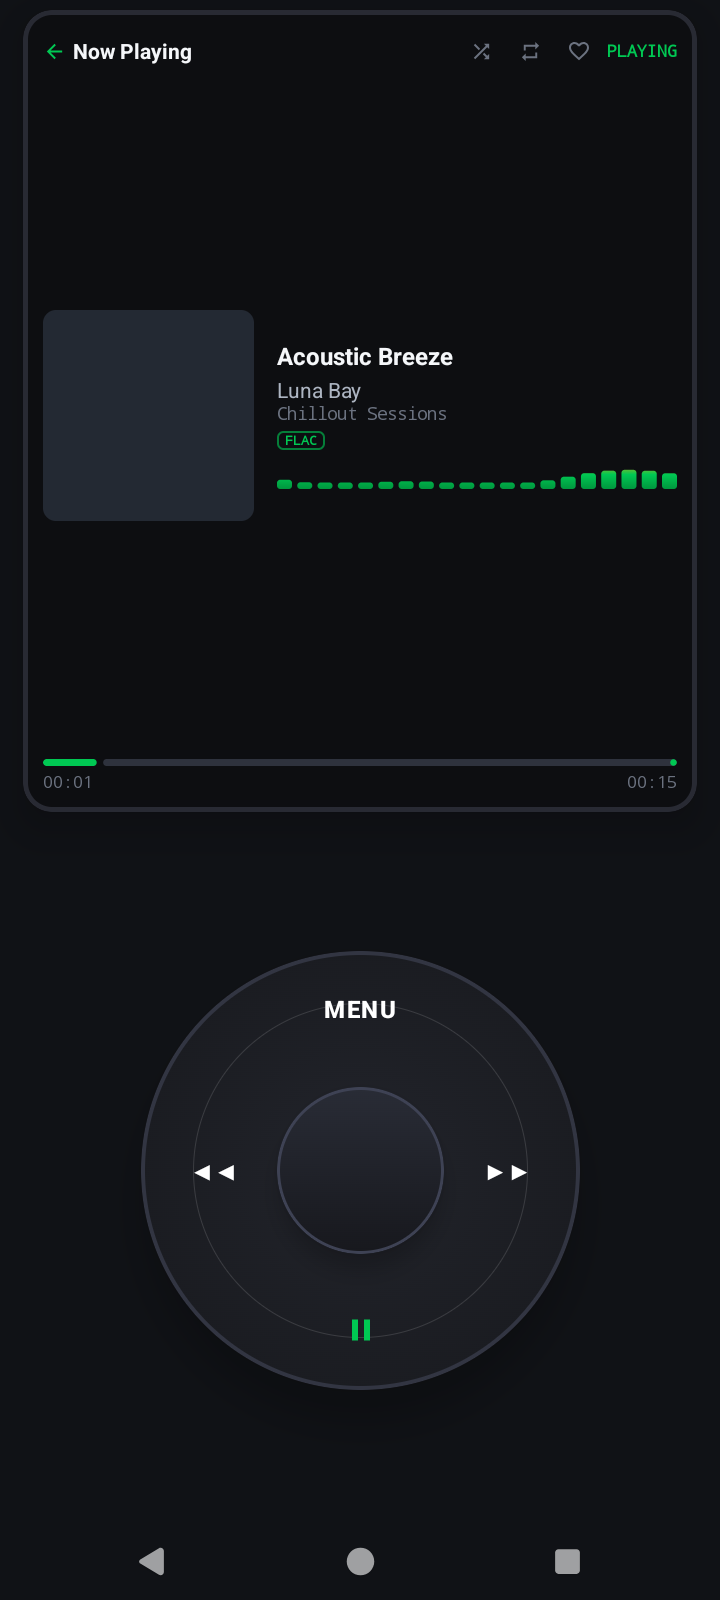 Now Playing
PLAYING
Acoustic Breeze
Luna Bay
Chillout Sessions
FLAC
00:01
00:15
MENU